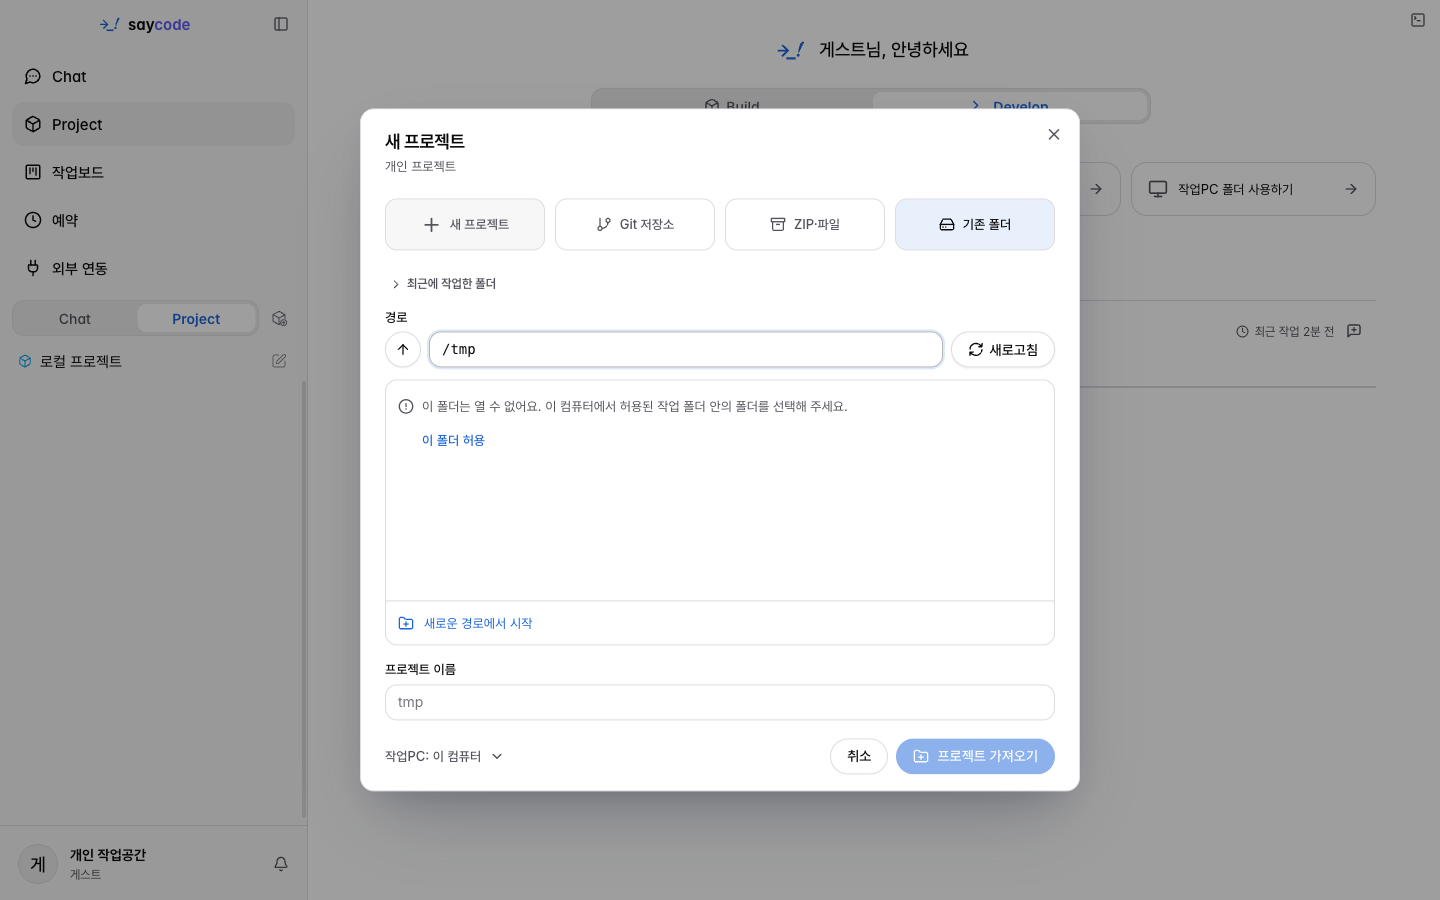 saycode
Chat
Project
작업보드
예약
외부 연동
Chat
Project
로컬 프로젝트
개인 작업공간
게
게스트
게스트님, 안녕하세요
Build
Develop
작업PC 폴더 사용하기
최근 작업 2분 전
새 프로젝트
개인 프로젝트
새 프로젝트
Git 저장소
ZIP·파일
기존 폴더
최근에 작업한 폴더
경로
/tmp
새로고침
이 폴더는 열 수 없어요. 이 컴퓨터에서 허용된 작업 폴더 안의 폴더를 선택해 주세요.
이 폴더 허용
새로운 경로에서 시작
프로젝트 이름
tmp
작업PC: 이 컴퓨터
취소
프로젝트 가져오기